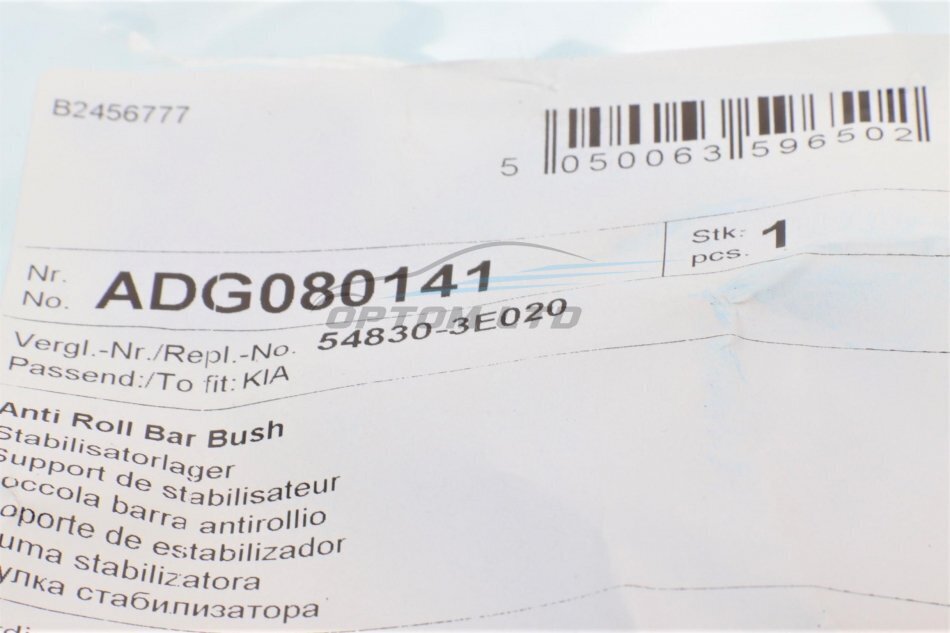 B2456777
5 050063 596502
Nr.
No. ADG080141
Stk:
pcs. 1
Vergl.-Nr./Repl.-No. 54830-3E020
Passend:/To fit: KIA
OPTOM LTD
Anti Roll Bar Bush
Stabilisatorlager
Support de stabilisateur
occola barra antirollio
oporte de estabilizador
uma stabilizatora
улка стабилизатора